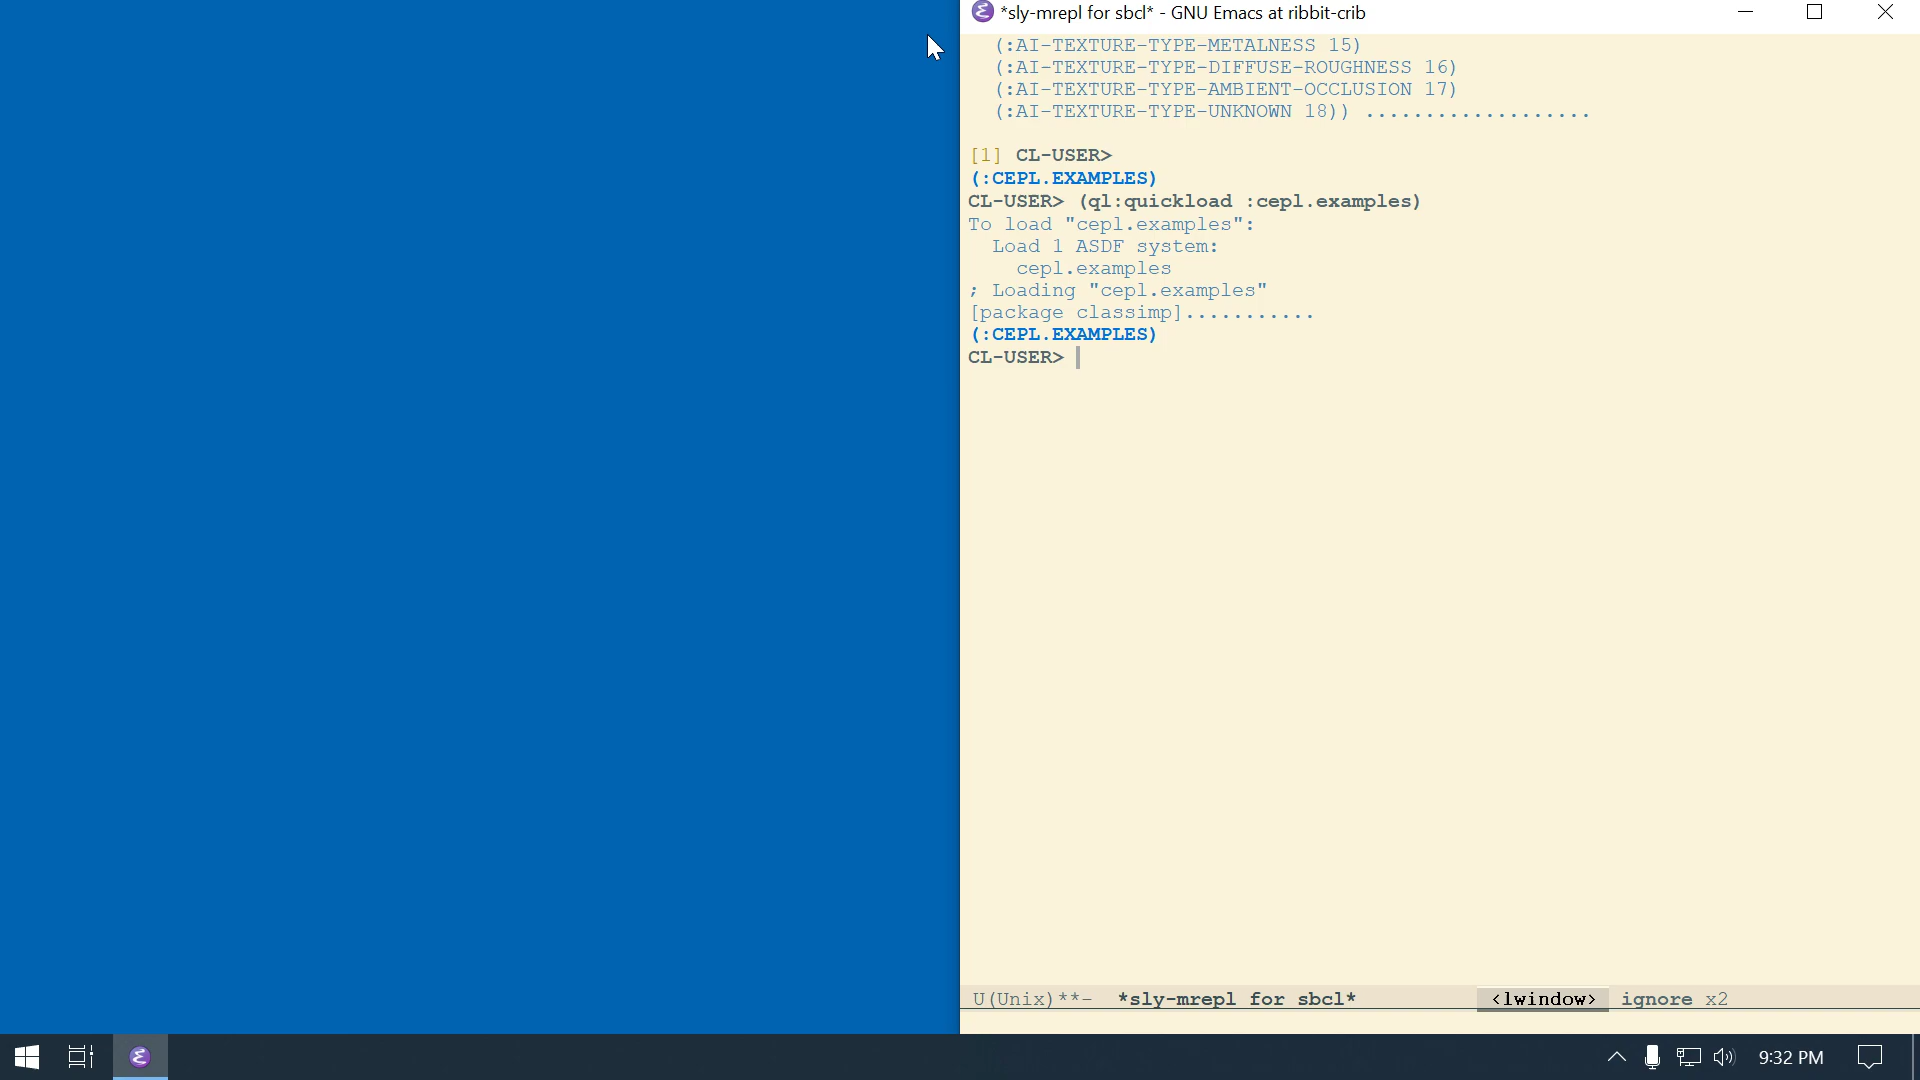 *sly-mrepl for sbcl* - GNU Emacs at ribbit-crib
(:AI-TEXTURE-TYPE-METALNESS 15)
(:AI-TEXTURE-TYPE-DIFFUSE-ROUGHNESS 16)
(:AI-TEXTURE-TYPE-AMBIENT-OCCLUSION 17)
(:AI-TEXTURE-TYPE-UNKNOWN 18)) ...................
[1] CL-USER>
(:CEPL.EXAMPLES)
CL-USER> (ql:quickload :cepl.examples)
To load "cepl.examples":
Load 1 ASDF system:
cepl.examples
; Loading "cepl.examples"
[package classimp]...........
(:CEPL.EXAMPLES)
CL-USER>
U(Unix)**- *sly-mrepl for sbcl* <lwindow> ignore x2
9:32 PM